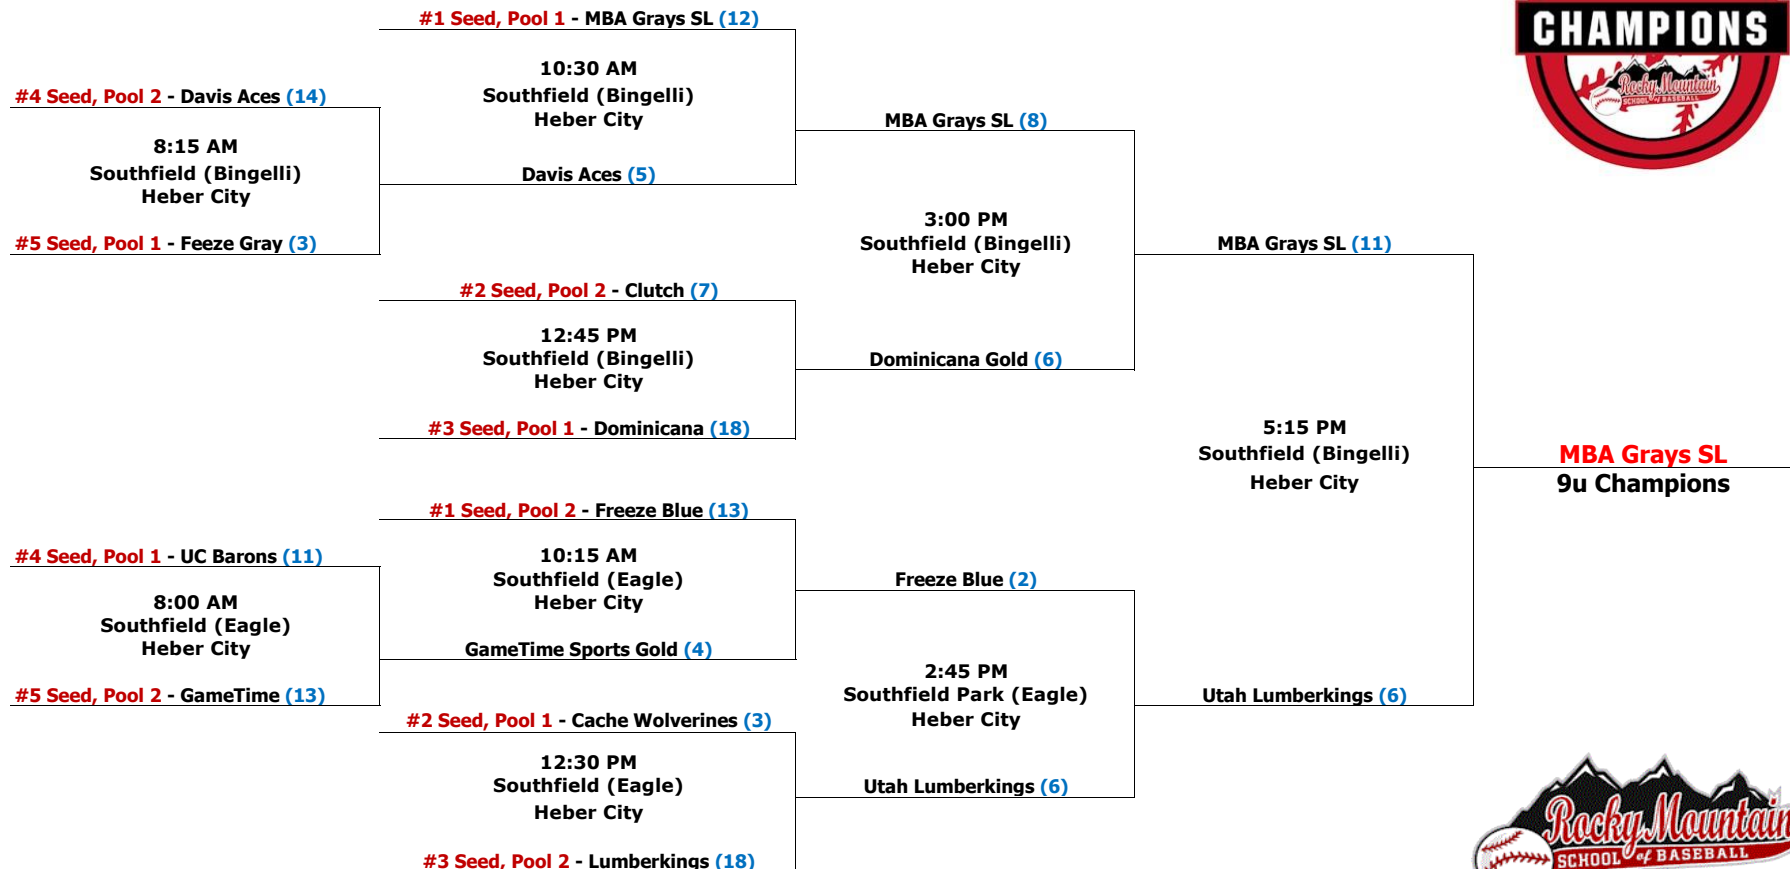 #1 Seed, Pool 1 - MBA Grays SL (12)
10:30 AM
Southfield (Bingelli)
Heber City
#4 Seed, Pool 2 - Davis Aces (14)
8:15 AM
Southfield (Bingelli)
Heber City
Davis Aces (5)
#5 Seed, Pool 1 - Feeze Gray (3)
MBA Grays SL (8)
3:00 PM
Southfield (Bingelli)
Heber City
#2 Seed, Pool 2 - Clutch (7)
12:45 PM
Southfield (Bingelli)
Heber City
#3 Seed, Pool 1 - Dominicana (18)
Dominicana Gold (6)
MBA Grays SL (11)
5:15 PM
Southfield (Bingelli)
Heber City
MBA Grays SL
9u Champions
#1 Seed, Pool 2 - Freeze Blue (13)
10:15 AM
Southfield (Eagle)
Heber City
#4 Seed, Pool 1 - UC Barons (11)
8:00 AM
Southfield (Eagle)
Heber City
GameTime Sports Gold (4)
#5 Seed, Pool 2 - GameTime (13)
Freeze Blue (2)
2:45 PM
Southfield Park (Eagle)
Heber City
Utah Lumberkings (6)
#2 Seed, Pool 1 - Cache Wolverines (3)
12:30 PM
Southfield (Eagle)
Heber City
Utah Lumberkings (6)
#3 Seed, Pool 2 - Lumberkings (18)
CHAMPIONS
Rocky Mountain
SCHOOL of BASEBALL
Rocky Mountain
SCHOOL of BASEBALL